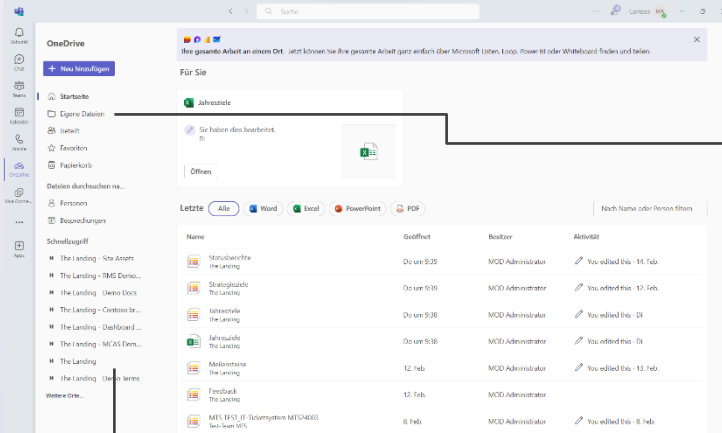 Suche
Contoso
Aktivität
Chat
Teams
Kalender
Anrufe
OneDrive
Viva Conne...
Apps
OneDrive
+ Neu hinzufügen
Startseite
Eigene Dateien
Geteilt
Favoriten
Papierkorb
Dateien durchsuchen na...
Personen
Besprechungen
Schnellzugriff
The Landing - Site Assets
The Landing - RMS Demo...
The Landing - Demo Docs
The Landing - Contoso br...
The Landing - Dashboard ...
The Landing - MCAS Dem...
The Landing
The Landing - Demo Items
Weitere Orte...
Ihre gesamte Arbeit an einem Ort. Jetzt können Sie ihre gesamte Arbeit ganz einfach über Microsoft Listen, Loop, Power BI oder Whiteboard finden und teilen.
Für Sie
Jahresziele
Sie haben dies bearbeitet.
Di
Öffnen
Letzte Alle Word Excel PowerPoint PDF
Nach Name oder Person filtern
Name Geöffnet Besitzer Aktivität
Statusberichte Do um 9:39 MOD Administrator You edited this - 14. Feb.
The Landing
Strategieziele Do um 9:39 MOD Administrator You edited this - 12. Feb.
The Landing
Jahresziele Do um 9:38 MOD Administrator You edited this - Di
The Landing
Jahresziele Do um 9:38 MOD Administrator You edited this - Di
The Landing
Meilensteine 12. Feb. MOD Administrator You edited this - 13. Feb.
The Landing
Feedback 12. Feb. MOD Administrator
The Landing
MTS TEST_IT-Ticketsystem MTS24003 8. Feb. MOD Administrator You edited this - 8. Feb.
Test-Team MTS